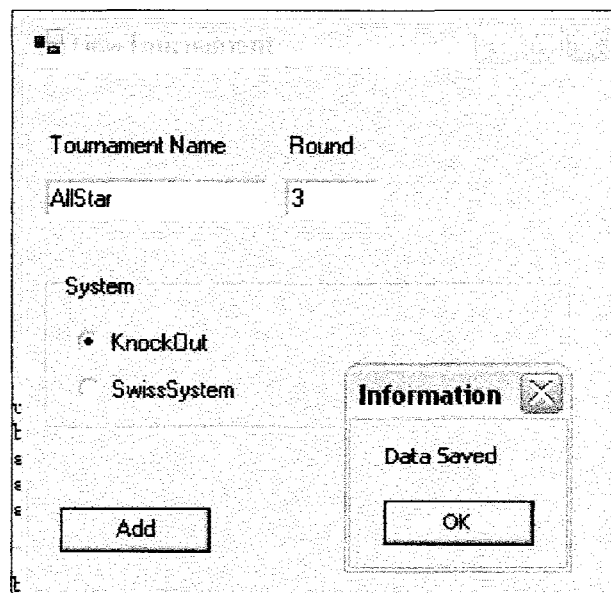 Tournament Name Round
AllStar 3
System
KnockOut
SwissSystem
Information
Data Saved
Add OK